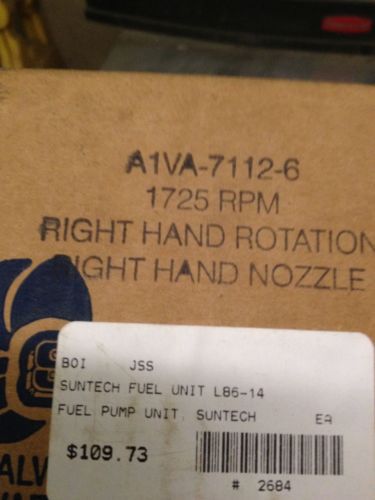 A1VA-7112-6
1725 RPM
RIGHT HAND ROTATION
RIGHT HAND NOZZLE
BOI JSS
SUNTECH FUEL UNIT L86-14
FUEL PUMP UNIT, SUNTECH EA
$109.73
# 2684